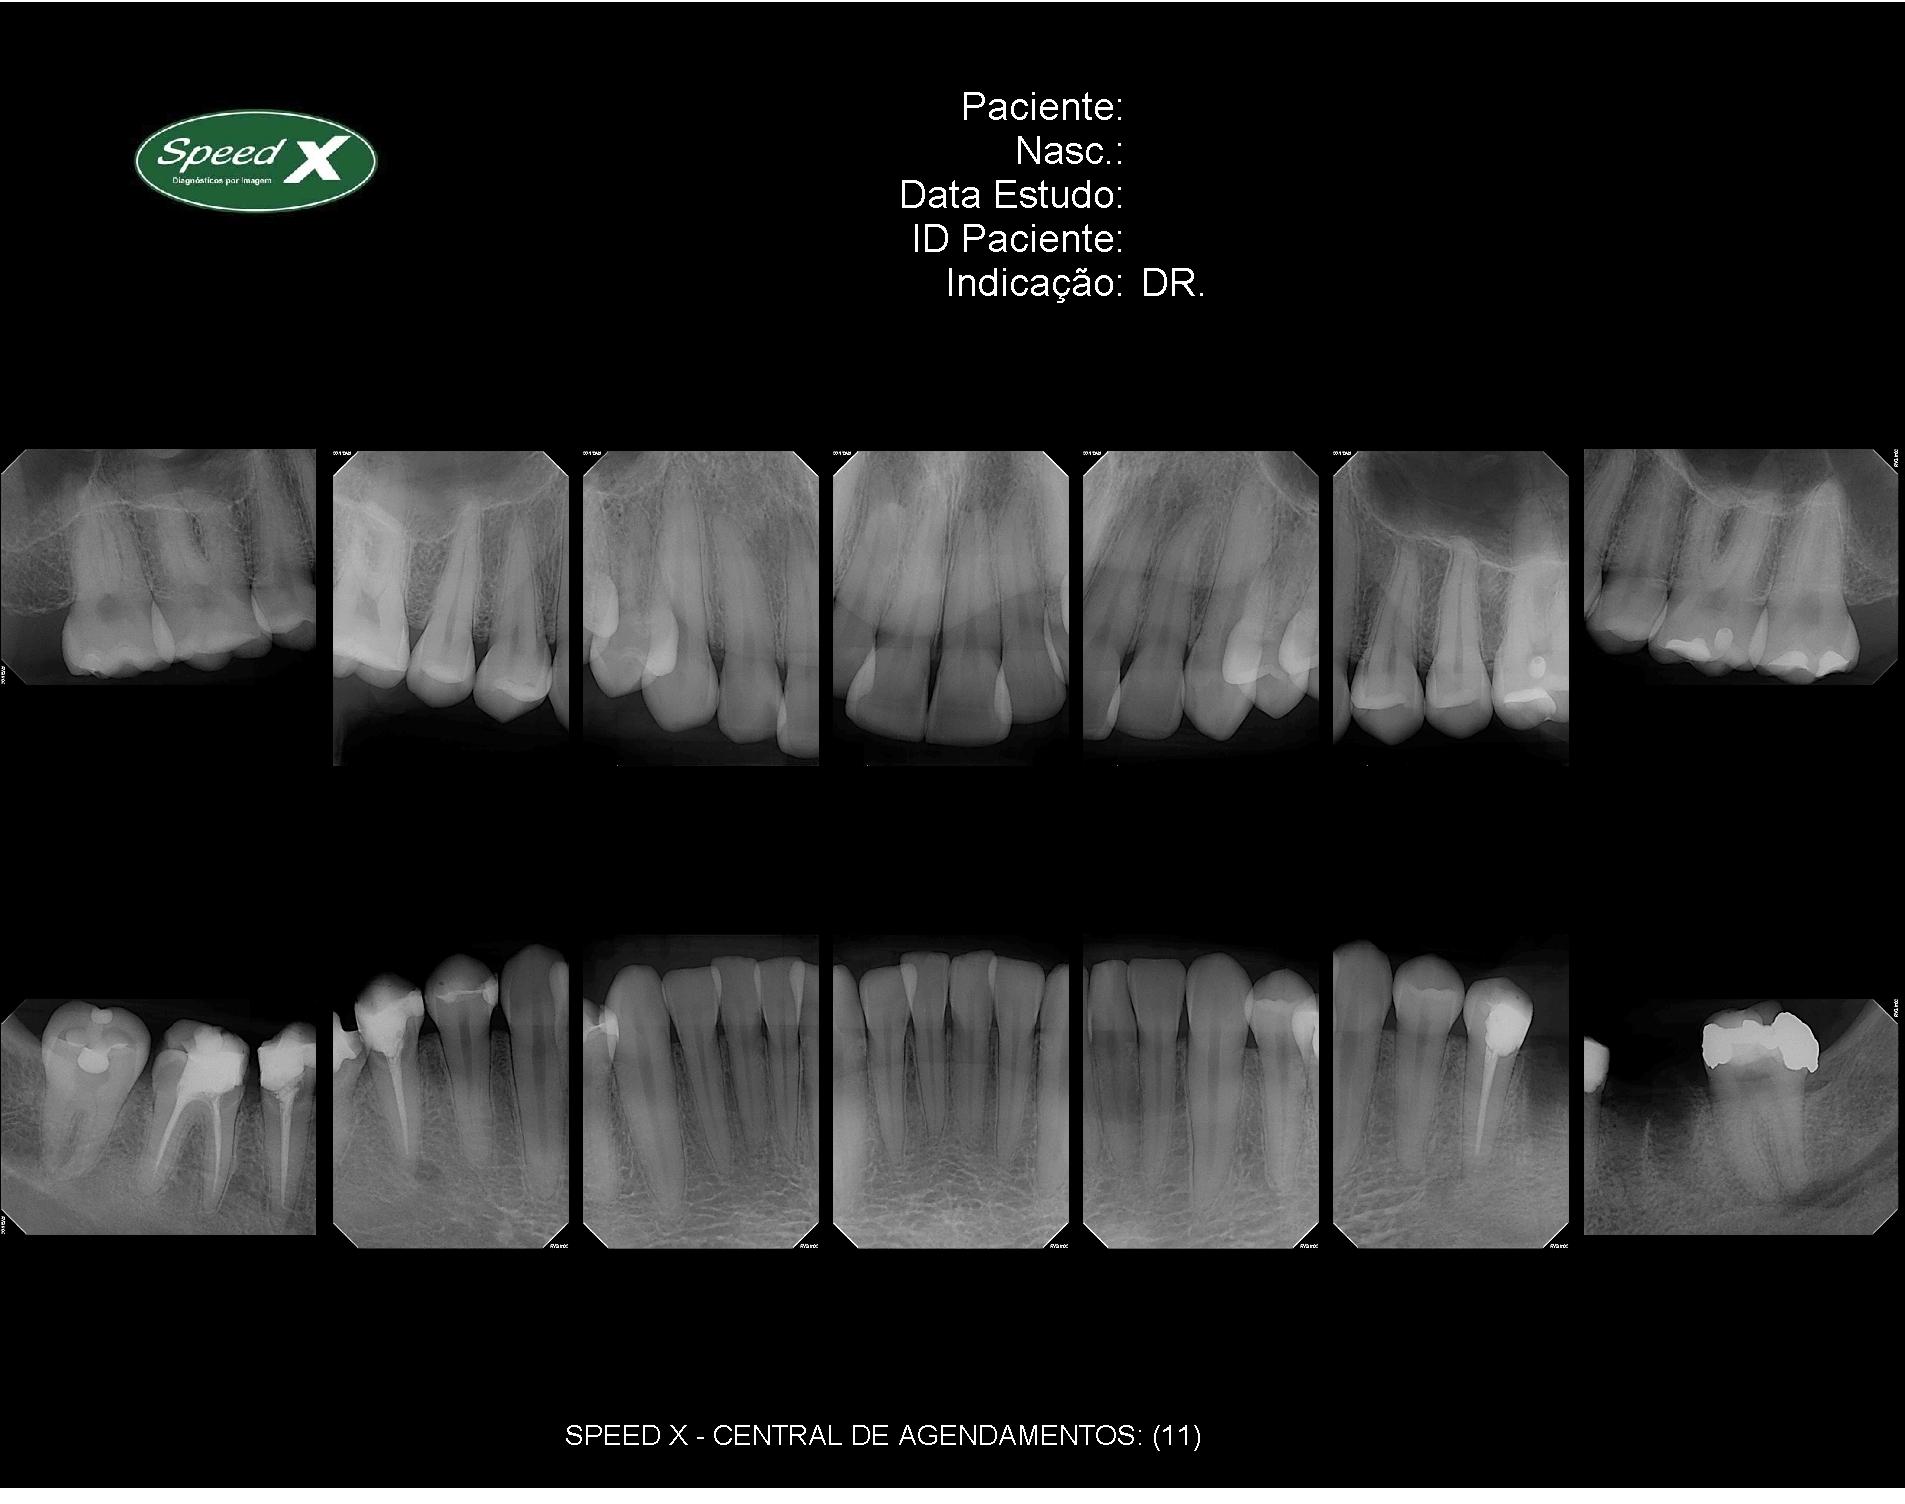 Speed X
Diagnósticos por Imagem
Paciente:
Nasc.:
Data Estudo:
ID Paciente:
Indicação: DR.
SPEED X - CENTRAL DE AGENDAMENTOS: (11)